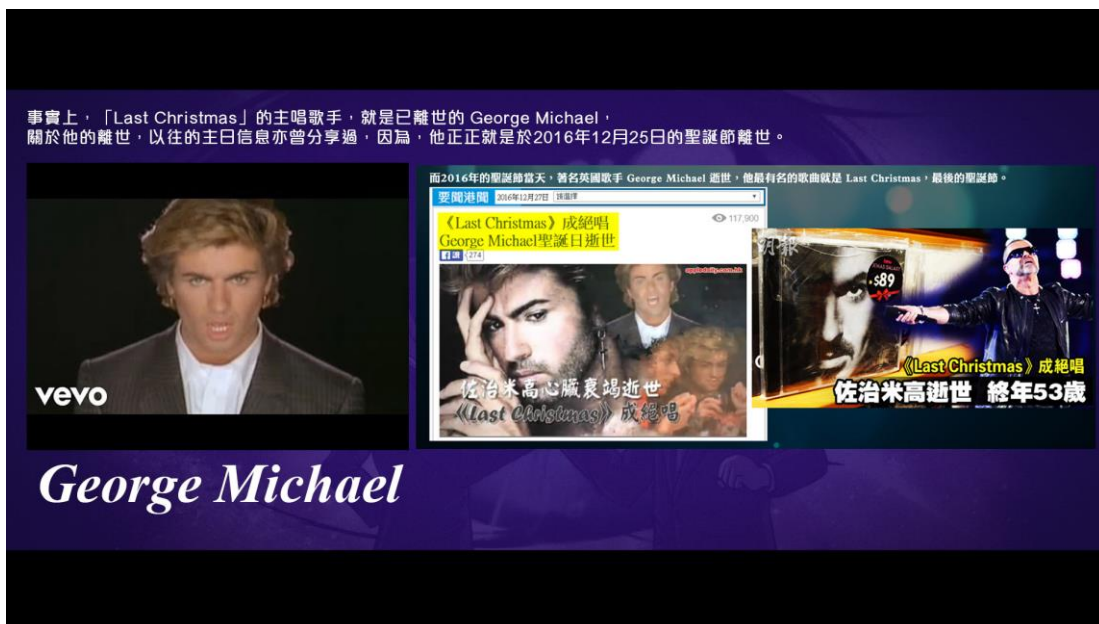 事實上，「Last Christmas」的主唱歌手，就是已離世的 George Michael，
關於他的離世，以往的主日信息亦曾分享過，因為，他正正就是於2016年12月25日的聖誕節離世。
而2016年的聖誕節當天，著名英國歌手 George Michael 逝世，他最有名的歌曲就是 Last Christmas，最後的聖誕節。
要聞港聞 2016年12月27日 請選擇
《Last Christmas》成絕唱
George Michael聖誕日逝世
117,900
讚 274
appledaily.com.hk
佐治米高心臟衰竭逝世
《Last Christmas》成絕唱
明報
$89
《Last Christmas》成絕唱
佐治米高逝世 終年53歲
vevo
George Michael